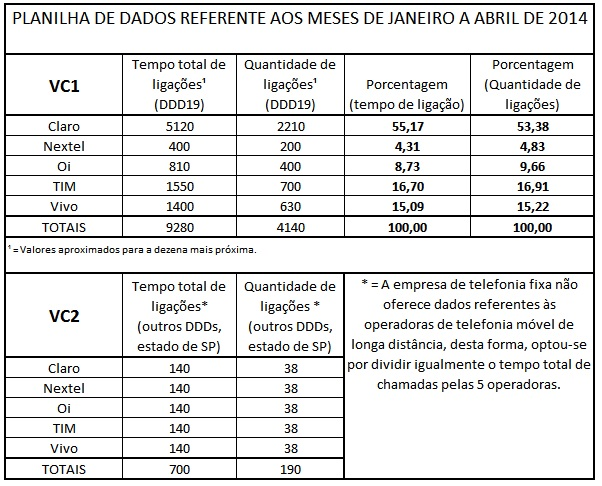 PLANILHA DE DADOS REFERENTE AOS MESES DE JANEIRO A ABRIL DE 2014
VC1 | Tempo total de ligações¹ (DDD19) | Quantidade de ligações¹ (DDD19) | Porcentagem (tempo de ligação) | Porcentagem (Quantidade de ligações)
Claro 5120 2210 55,17 53,38
Nextel 400 200 4,31 4,83
Oi 810 400 8,73 9,66
TIM 1550 700 16,70 16,91
Vivo 1400 630 15,09 15,22
TOTAIS 9280 4140 100,00 100,00
¹ = Valores aproximados para a dezena mais próxima.
VC2 | Tempo total de ligações* (outros DDDs, estado de SP) | Quantidade de ligações * (outros DDDs, estado de SP)
Claro 140 38
Nextel 140 38
Oi 140 38
TIM 140 38
Vivo 140 38
TOTAIS 700 190
* = A empresa de telefonia fixa não
oferece dados referentes às
operadoras de telefonia móvel de
longa distância, desta forma, optou-se
por dividir igualmente o tempo total de
chamadas pelas 5 operadoras.